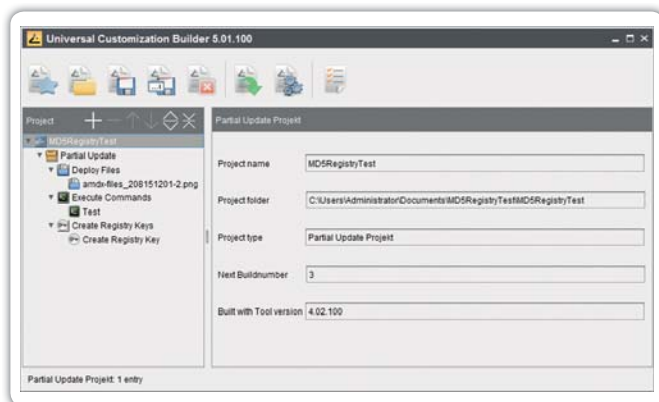 Universal Customization Builder 5.01.100
Project
MD5RegistryTest
Partial Update
Deploy Files
amdx-files_208151201-2.png
Execute Commands
Test
Create Registry Keys
Create Registry Key
Partial Update Projekt
Project name MD5RegistryTest
Project folder C:\Users\Administrator\Documents\MD5RegistryTest\MD5RegistryTest
Project type Partial Update Projekt
Next Buildnumber 3
Built with Tool version 4.02.100
Partial Update Projekt: 1 entry